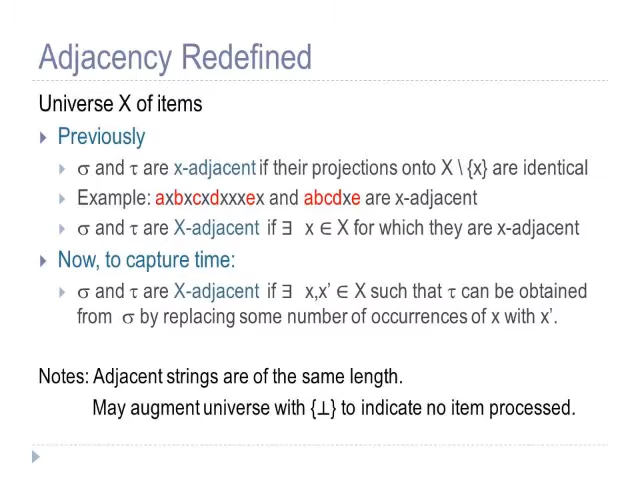 Adjacency Redefined
Universe X of items
Previously
σ and τ are x-adjacent if their projections onto X \ {x} are identical
Example: axbxcxdxxxex and abcdxe are x-adjacent
σ and τ are X-adjacent if ∃ x ∈ X for which they are x-adjacent
Now, to capture time:
σ and τ are X-adjacent if ∃ x,x’ ∈ X such that τ can be obtained
from σ by replacing some number of occurrences of x with x’.
Notes: Adjacent strings are of the same length.
May augment universe with {⊥} to indicate no item processed.